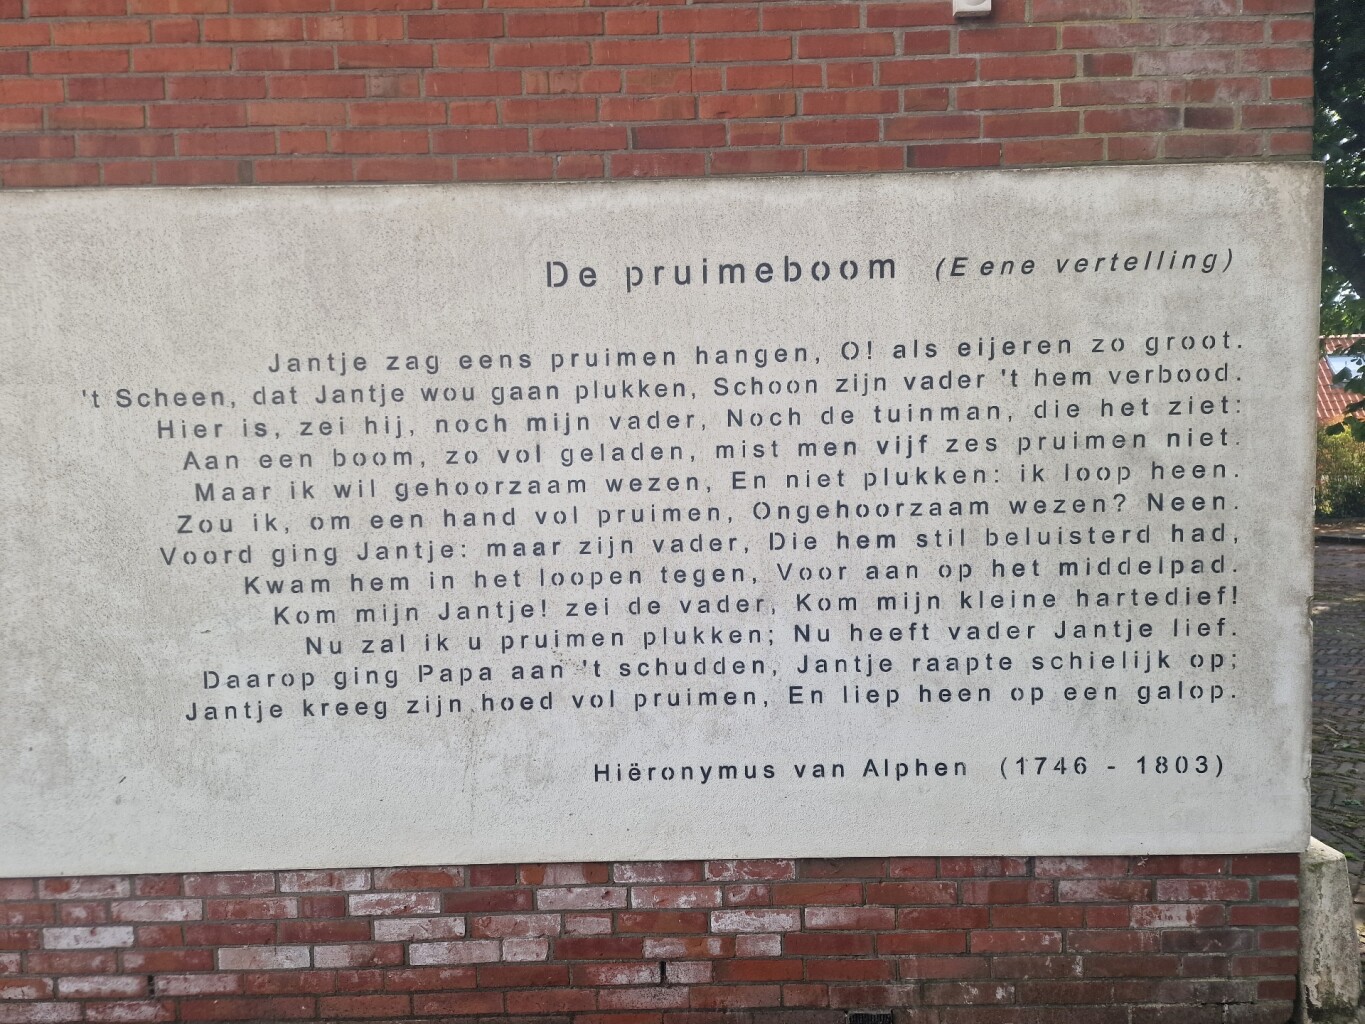 De pruimeboom (Eene vertelling)
Jantje zag eens pruimen hangen, O! als eijeren zo groot.
't Scheen, dat Jantje wou gaan plukken, Schoon zijn vader 't hem verbood.
Hier is, zei hij, noch mijn vader, Noch de tuinman, die het ziet:
Aan een boom, zo vol geladen, mist men vijf zes pruimen niet.
Maar ik wil gehoorzaam wezen, En niet plukken: ik loop heen.
Zou ik, om een hand vol pruimen, Ongehoorzaam wezen? Neen.
Voord ging Jantje: maar zijn vader, Die hem stil beluisterd had,
Kwam hem in het loopen tegen, Voor aan op het middelpad.
Kom mijn Jantje! zei de vader, Kom mijn kleine hartedief!
Nu zal ik u pruimen plukken; Nu heeft vader Jantje lief.
Daarop ging Papa aan 't schudden, Jantje raapte schielijk op;
Jantje kreeg zijn hoed vol pruimen, En liep heen op een galop.
Hiëronymus van Alphen (1746 - 1803)